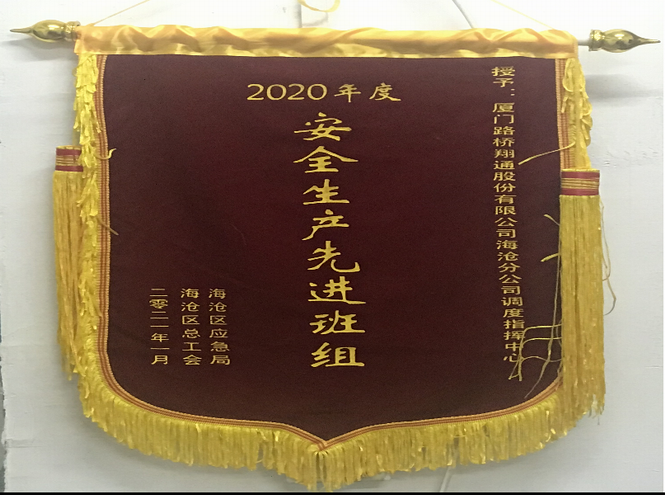 授予：厦门路桥翔通股份有限公司海沧分公司调度指挥中心
2020年度
安全生产先进班组
海沧区应急局
海沧区总工会
二零二一年一月